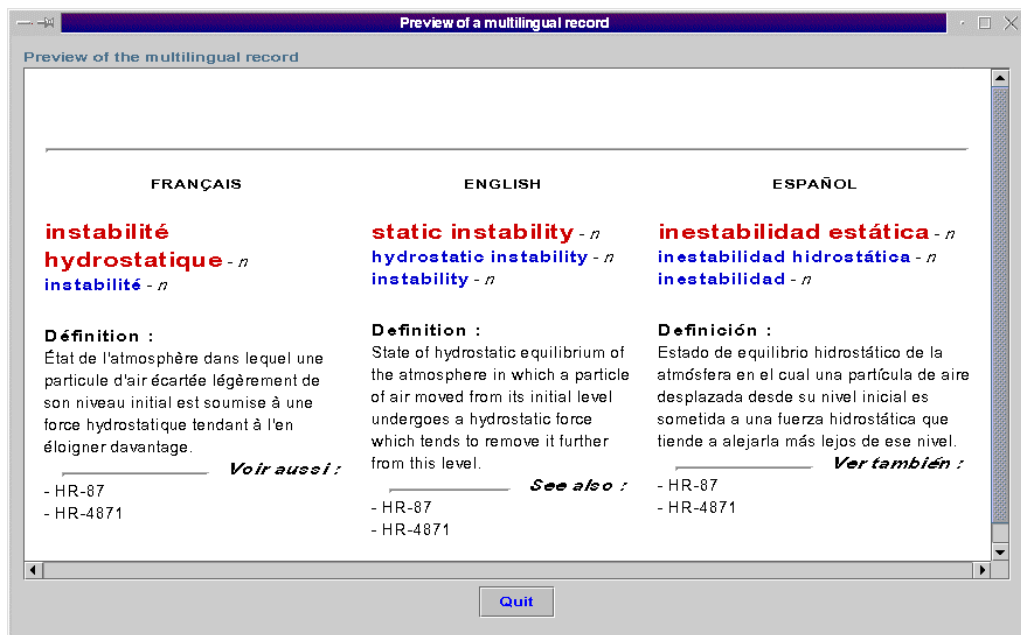 Preview of a multilingual record
Preview of the multilingual record
FRANÇAIS
instabilité
hydrostatique - n
instabilité - n
Définition :
État de l'atmosphère dans lequel une
particule d'air écartée légèrement de
son niveau initial est soumise à une
force hydrostatique tendant à l'en
éloigner davantage.
Voir aussi :
- HR-87
- HR-4871
ENGLISH
static instability - n
hydrostatic instability - n
instability - n
Definition :
State of hydrostatic equilibrium of
the atmosphere in which a particle
of air moved from its initial level
undergoes a hydrostatic force
which tends to remove it further
from this level.
See also :
- HR-87
- HR-4871
ESPAÑOL
inestabilidad estática - n
inestabilidad hidrostática - n
inestabilidad - n
Definición :
Estado de equilibrio hidrostático de la
atmósfera en el cual una partícula de aire
desplazada desde su nivel inicial es
sometida a una fuerza hidrostática que
tiende a alejarla más lejos de ese nivel.
Ver también :
- HR-87
- HR-4871
Quit